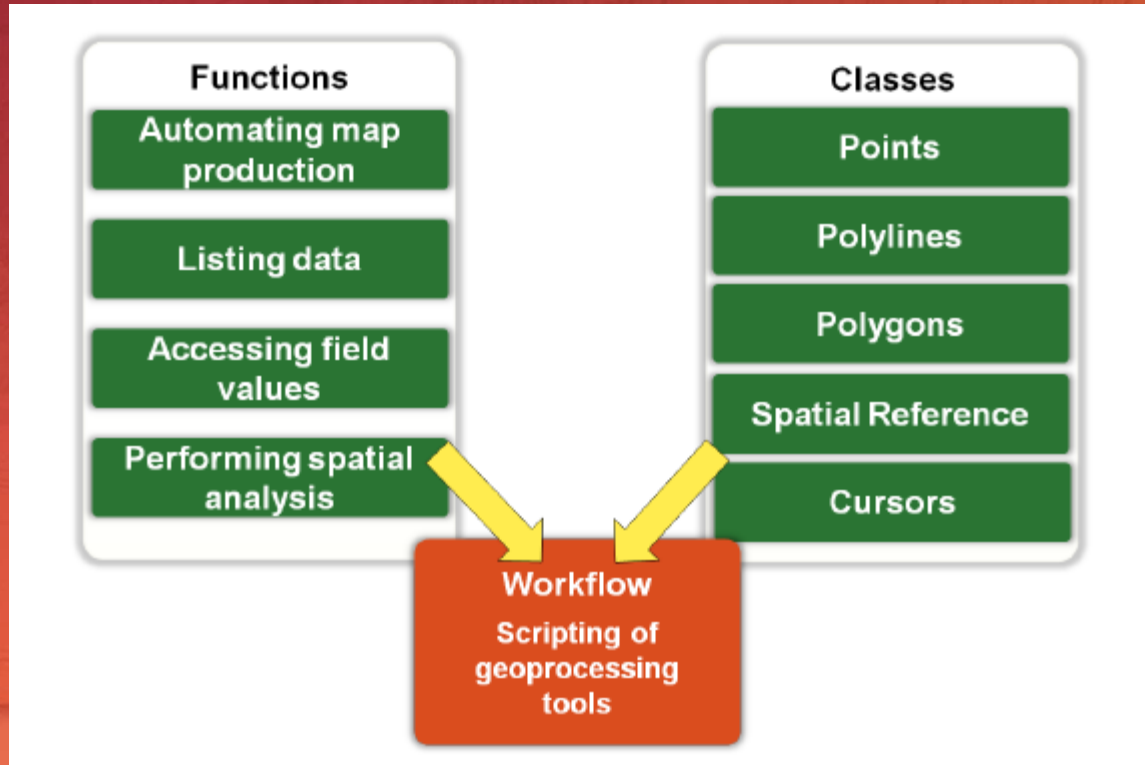 Functions
Automating map
production
Listing data
Accessing field
values
Performing spatial
analysis
Classes
Points
Polylines
Polygons
Spatial Reference
Cursors
Workflow
Scripting of
geoprocessing
tools